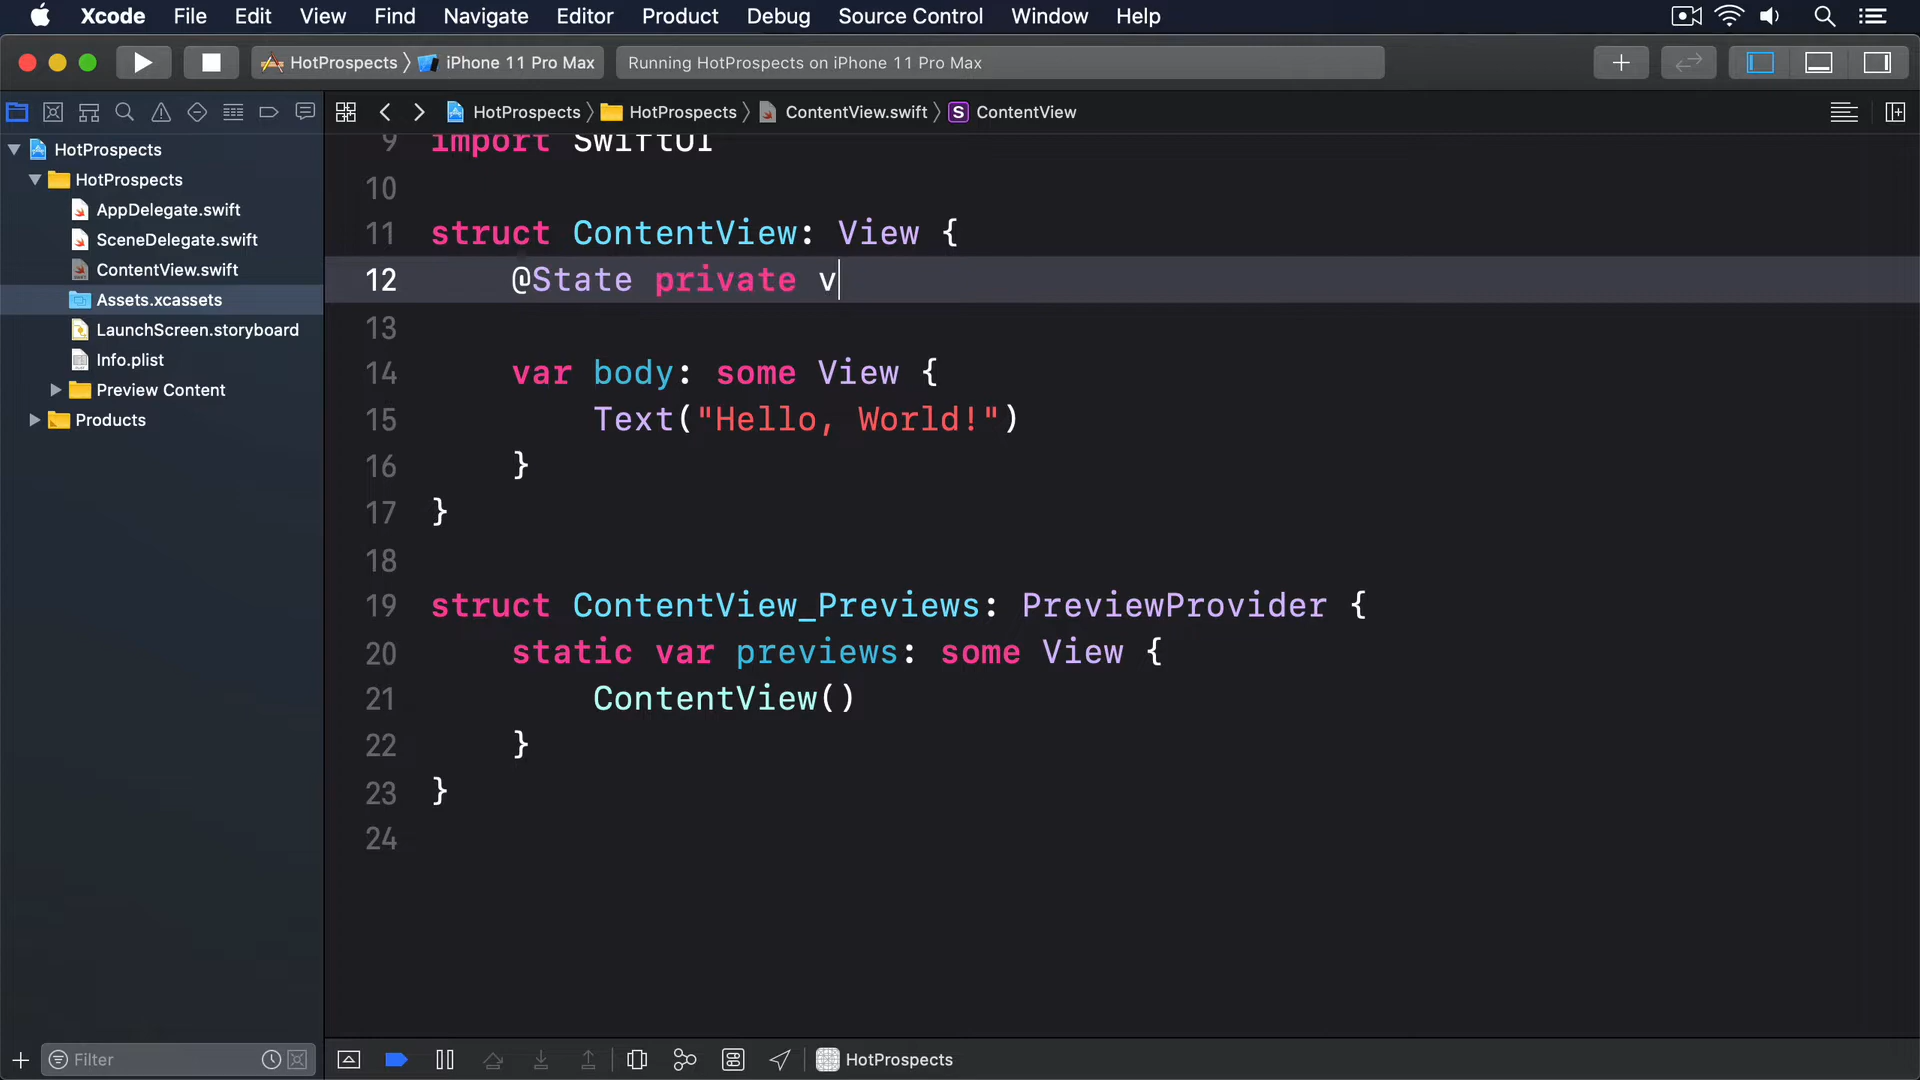 Xcode File Edit View Find Navigate Editor Product Debug Source Control Window Help
HotProspects iPhone 11 Pro Max Running HotProspects on iPhone 11 Pro Max
HotProspects HotProspects ContentView.swift S ContentView
HotProspects
HotProspects
AppDelegate.swift
SceneDelegate.swift
ContentView.swift
Assets.xcassets
LaunchScreen.storyboard
Info.plist
Preview Content
Products
9 import SwiftUI
10
11 struct ContentView: View {
12 @State private v
13
14 var body: some View {
15 Text("Hello, World!")
16 }
17 }
18
19 struct ContentView_Previews: PreviewProvider {
20 static var previews: some View {
21 ContentView()
22 }
23 }
24
Filter
HotProspects